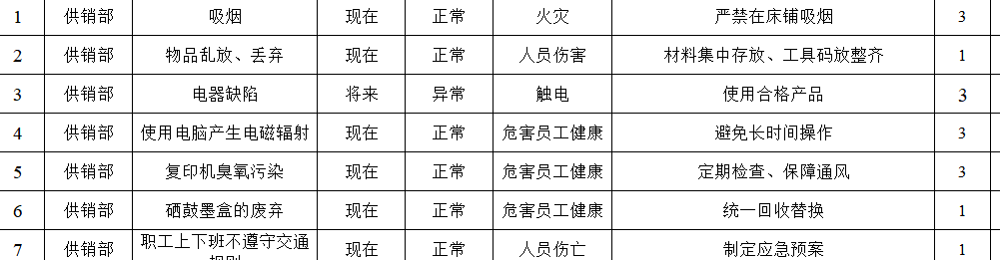 1 供销部 吸烟 现在 正常 火灾 严禁在床铺吸烟 3
2 供销部 物品乱放、丢弃 现在 正常 人员伤害 材料集中存放、工具码放整齐 1
3 供销部 电器缺陷 将来 异常 触电 使用合格产品 3
4 供销部 使用电脑产生电磁辐射 现在 正常 危害员工健康 避免长时间操作 3
5 供销部 复印机臭氧污染 现在 正常 危害员工健康 定期检查、保障通风 3
6 供销部 硒鼓墨盒的废弃 现在 正常 危害员工健康 统一回收替换 1
7 供销部 职工上下班不遵守交通 现在 正常 人员伤亡 制定应急预案 1